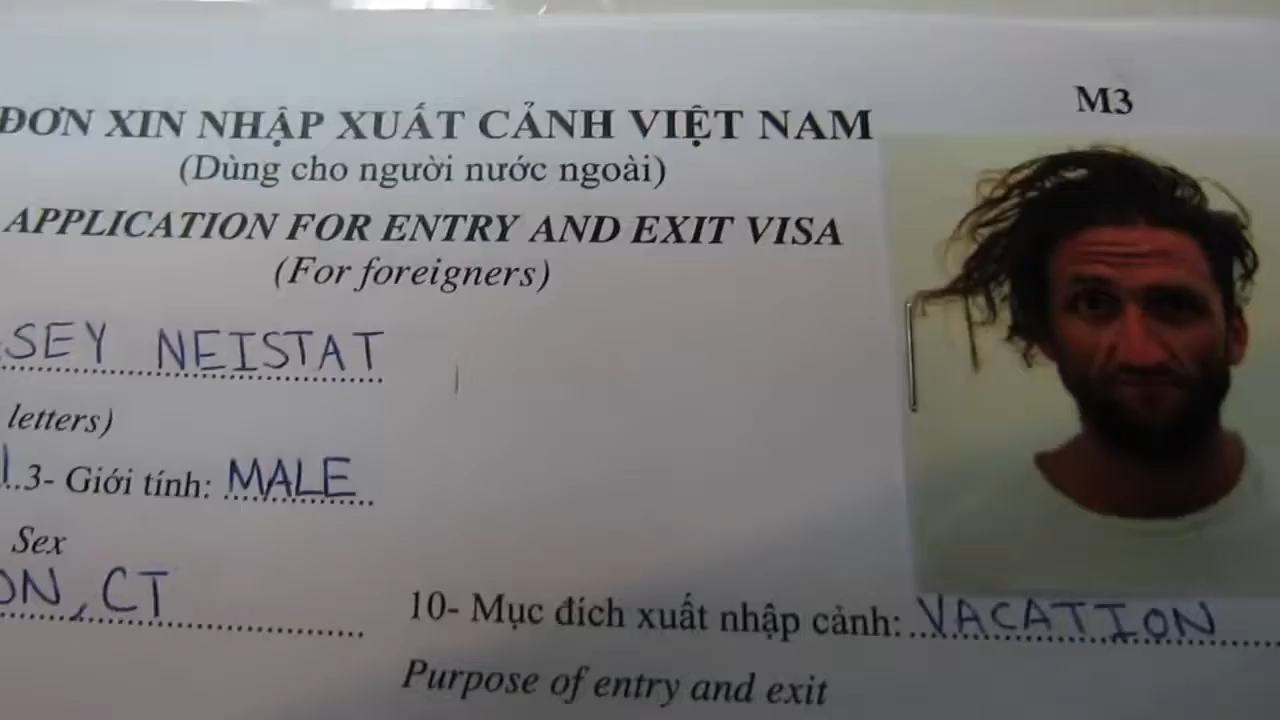 M3
ĐƠN XIN NHẬP XUẤT CẢNH VIỆT NAM
(Dùng cho người nước ngoài)
APPLICATION FOR ENTRY AND EXIT VISA
(For foreigners)
SEY NEISTAT
letters)
3- Giới tính: MALE
Sex
ON, CT
10- Mục đích xuất nhập cảnh: VACATION
Purpose of entry and exit